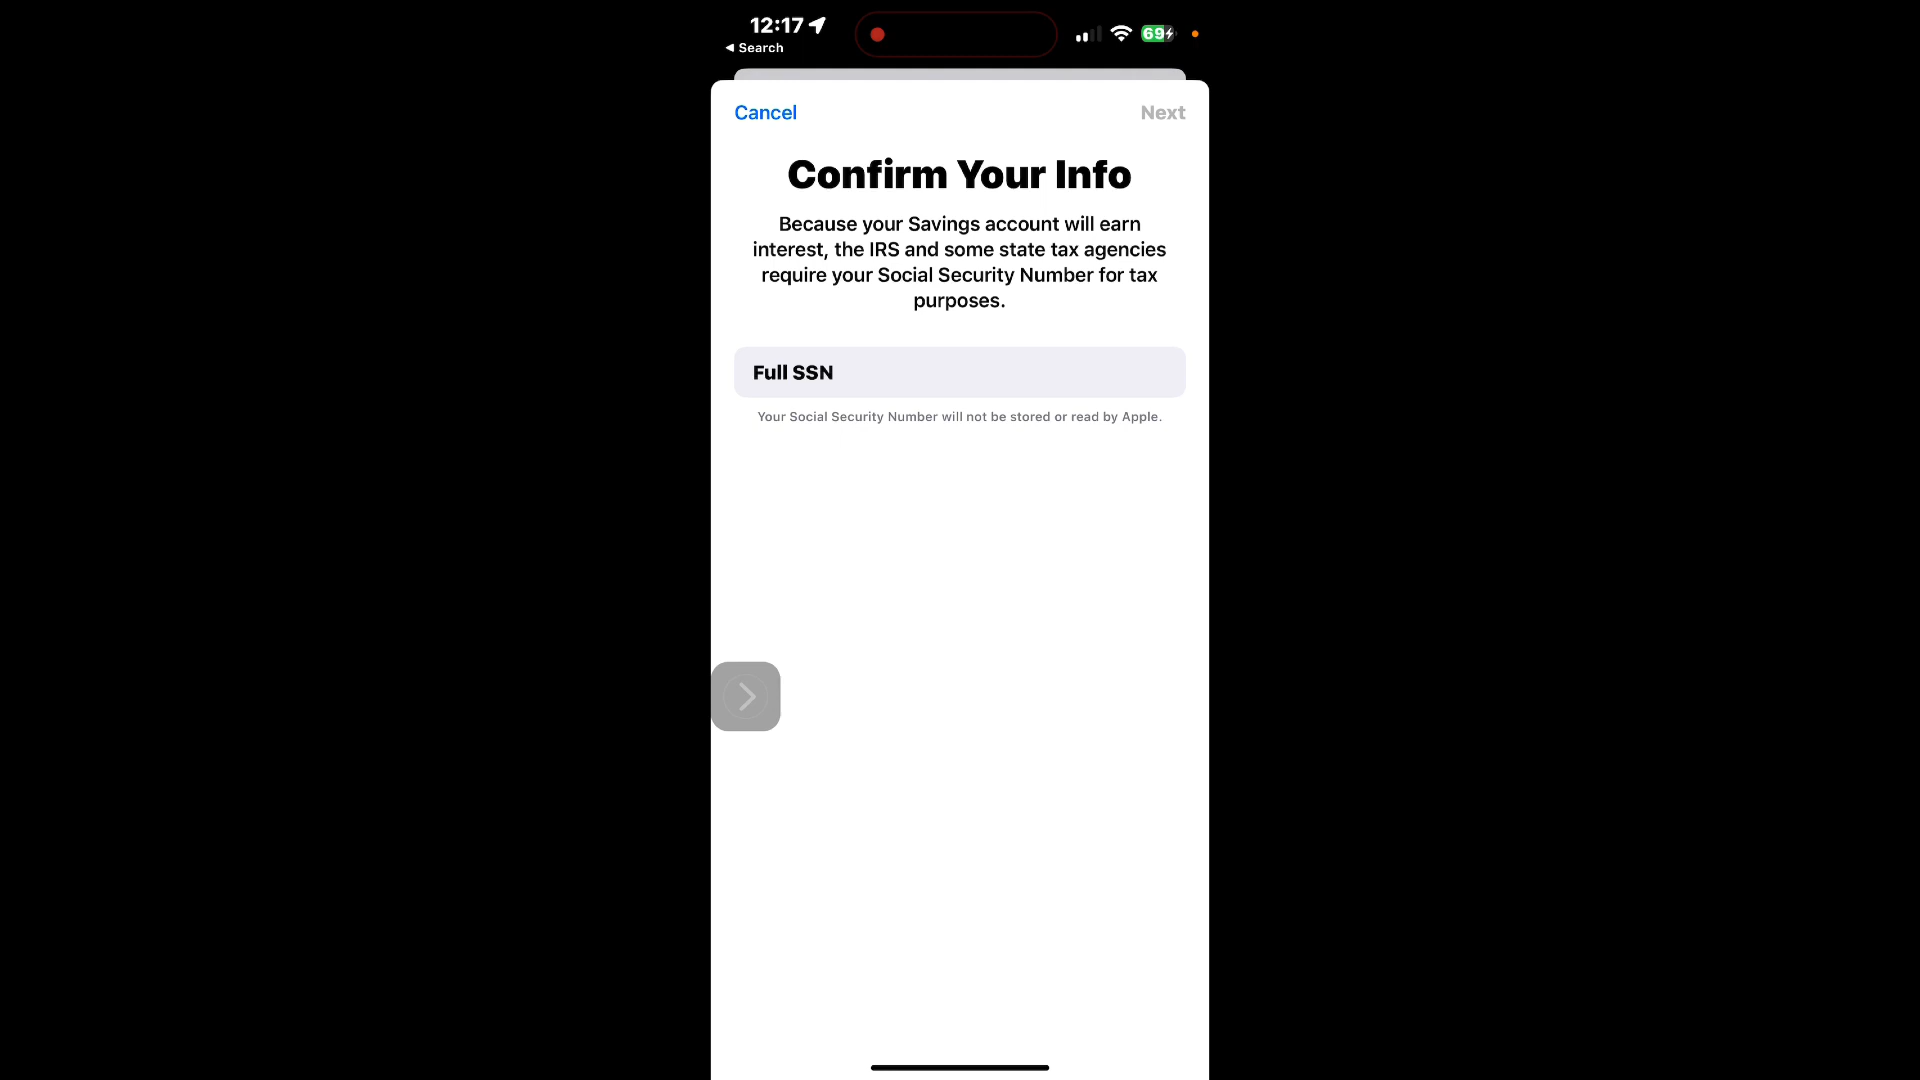 12:17
◀ Search
69
Cancel
Next
Confirm Your Info
Because your Savings account will earn
interest, the IRS and some state tax agencies
require your Social Security Number for tax
purposes.
Full SSN
Your Social Security Number will not be stored or read by Apple.